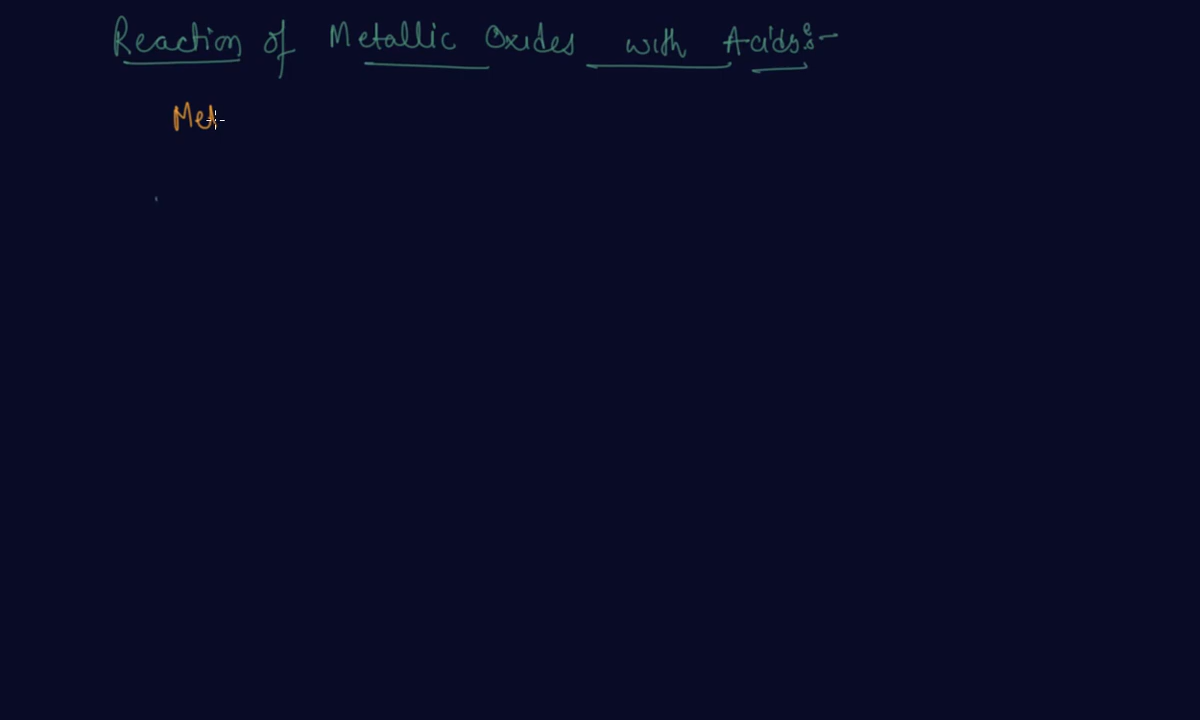 Reaction of Metallic Oxides with Acids:-
Met